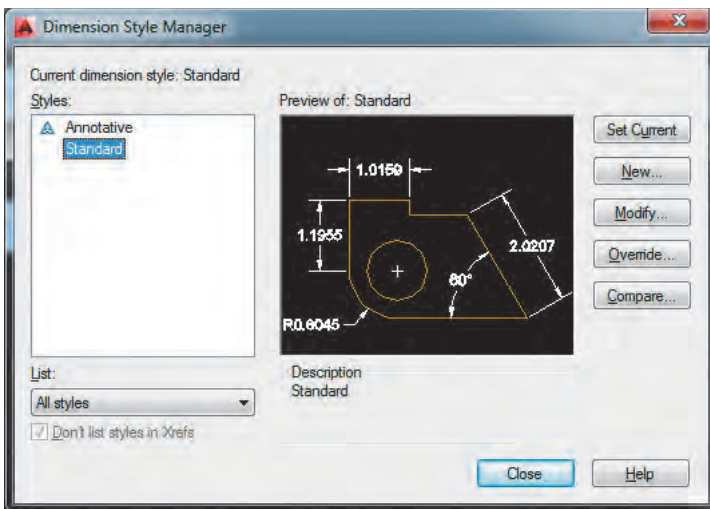 Dimension Style Manager
Current dimension style: Standard
Styles:
Annotative
Standard
Preview of: Standard
1.0159
1.1955
2.0207
60°
R0.8045
Set Current
New...
Modify...
Override...
Compare...
List:
All styles
Don't list styles in Xrefs
Description
Standard
Close
Help